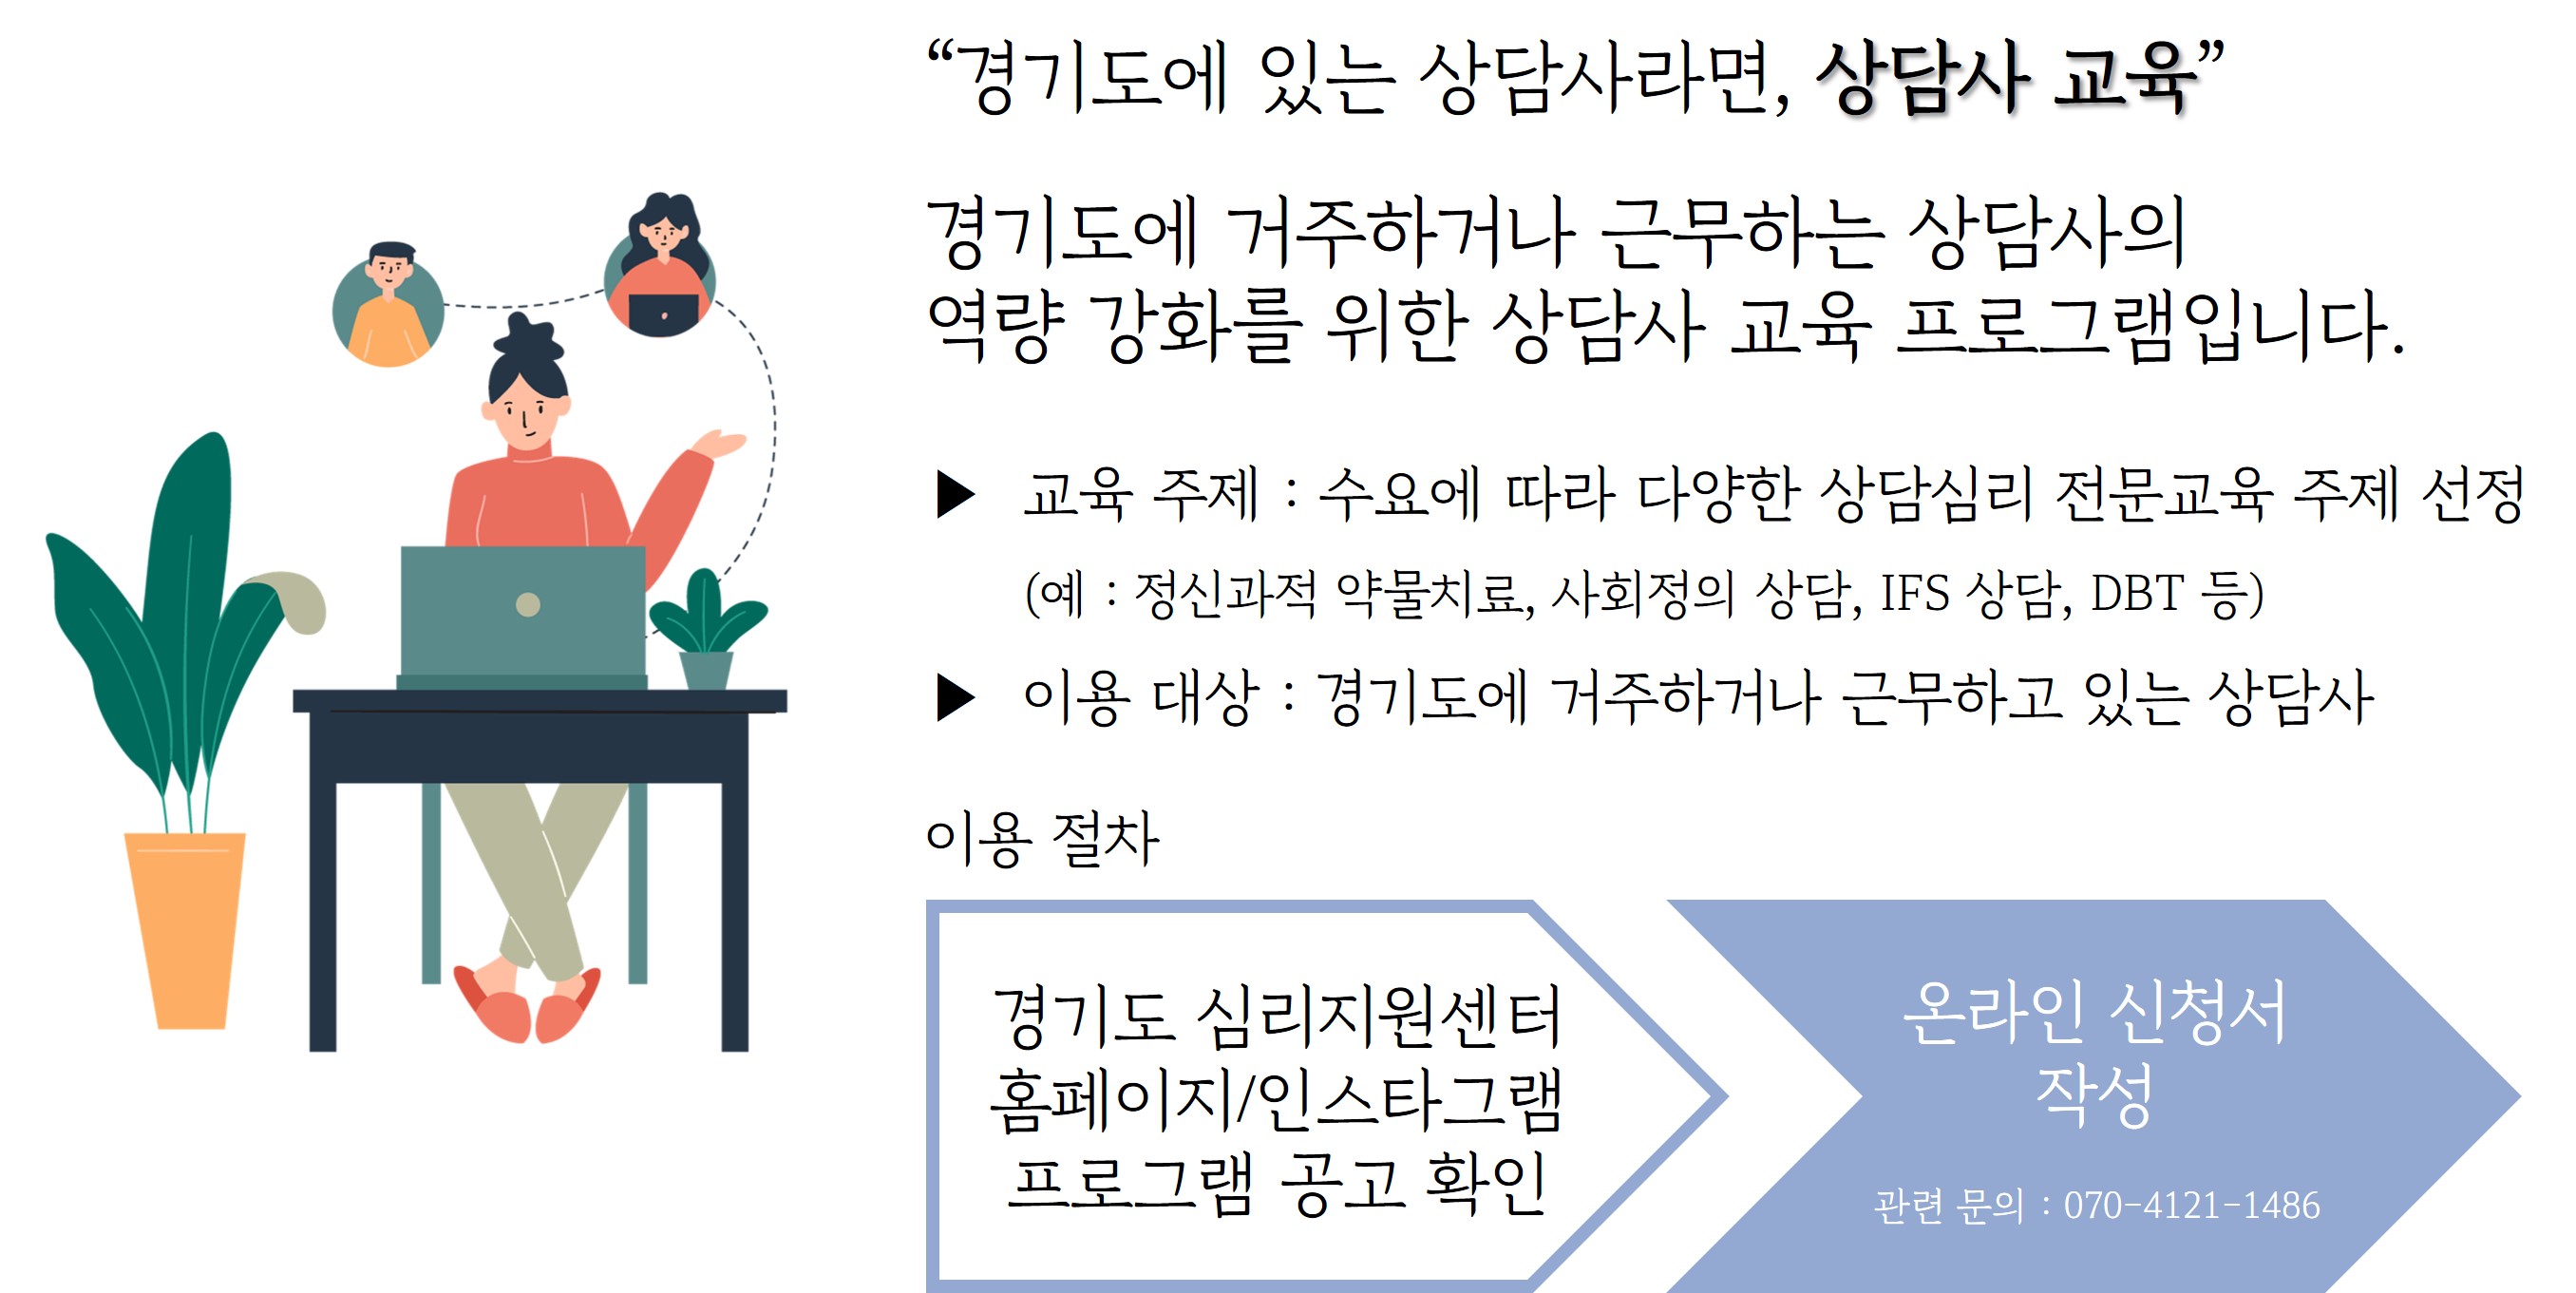 “경기도에 있는 상담사라면, 상담사 교육”
경기도에 거주하거나 근무하는 상담사의
역량 강화를 위한 상담사 교육 프로그램입니다.
▶ 교육 주제 : 수요에 따라 다양한 상담심리 전문교육 주제 선정
(예 : 정신과적 약물치료, 사회정의 상담, IFS 상담, DBT 등)
▶ 이용 대상 : 경기도에 거주하거나 근무하고 있는 상담사
이용 절차
경기도 심리지원센터
홈페이지/인스타그램
프로그램 공고 확인
온라인 신청서
작성
관련 문의 : 070-4121-1486